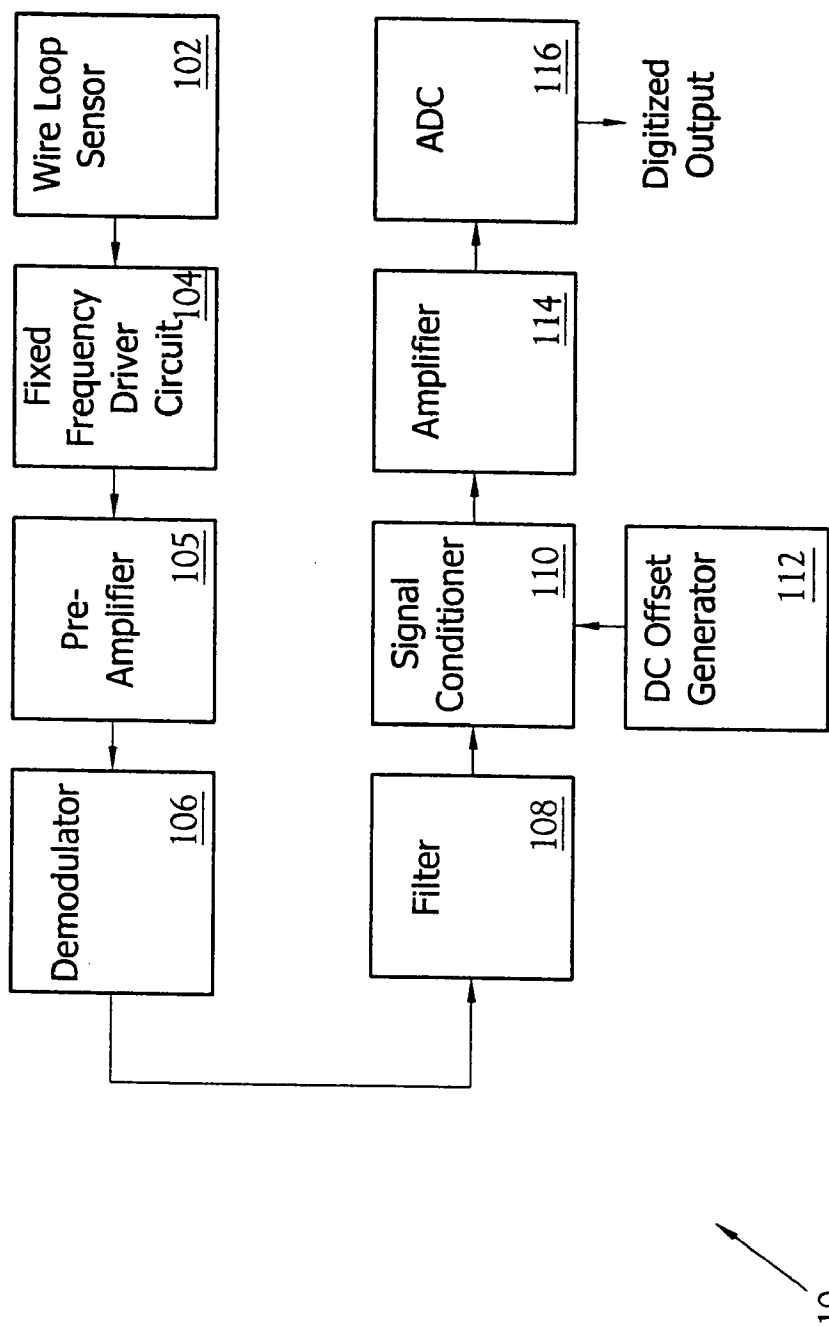 Wire Loop
Sensor
102
Fixed
Frequency
Driver
Circuit
104
Pre-
Amplifier
105
Demodulator
106
Filter
108
Signal
Conditioner
110
DC Offset
Generator
112
Amplifier
114
ADC
116
Digitized
Output
10